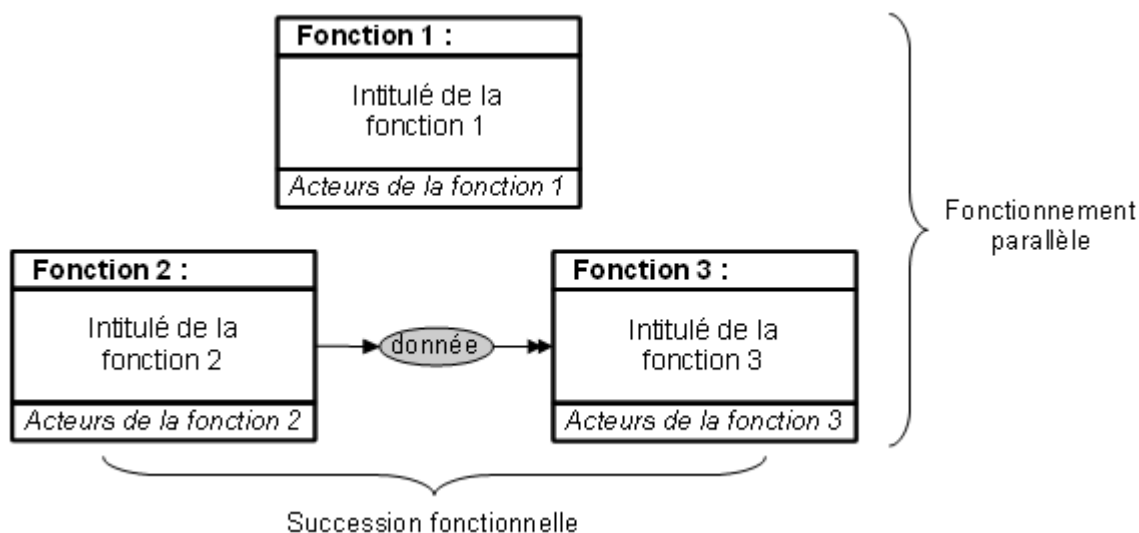 Fonction 1 :
Intitulé de la
fonction 1
Acteurs de la fonction 1
Fonctionnement
parallèle
Fonction 2 :
Intitulé de la
fonction 2
Acteurs de la fonction 2
donnée
Fonction 3 :
Intitulé de la
fonction 3
Acteurs de la fonction 3
Succession fonctionnelle